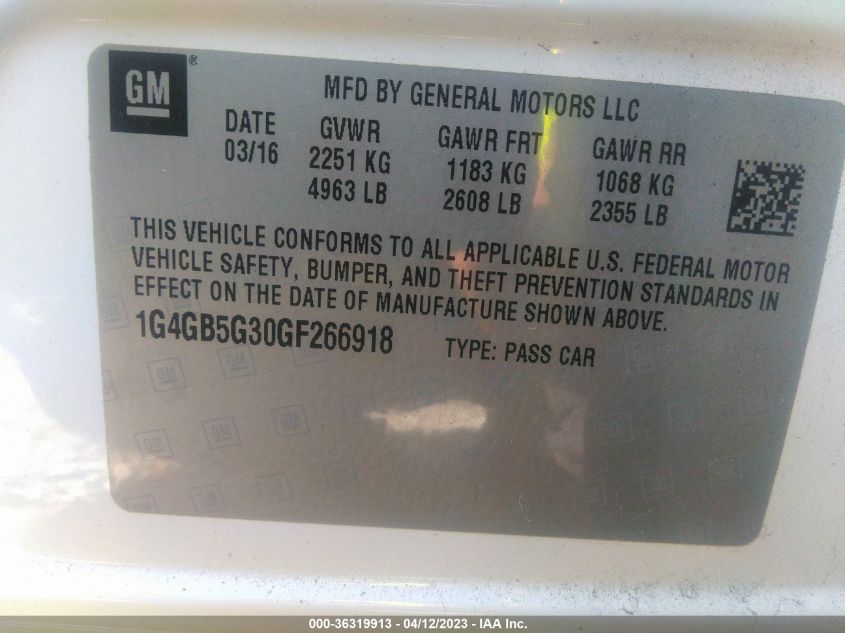 GM®
MFD BY GENERAL MOTORS LLC
DATE GVWR GAWR FRT GAWR RR
03/16 2251 KG 1183 KG 1068 KG
4963 LB 2608 LB 2355 LB
THIS VEHICLE CONFORMS TO ALL APPLICABLE U.S. FEDERAL MOTOR
VEHICLE SAFETY, BUMPER, AND THEFT PREVENTION STANDARDS IN
EFFECT ON THE DATE OF MANUFACTURE SHOWN ABOVE.
1G4GB5G30GF266918 TYPE: PASS CAR
000-36319913 - 04/12/2023 - IAA Inc.